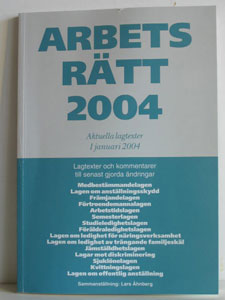 ARBETS
RÄTT
2004
Aktuella lagtexter
1 januari 2004
Lagtexter och kommentarer
till senast gjorda ändringar
Medbestämmandelagen
Lagen om anställningsskydd
Främjandelagen
Förtroendemannalagen
Arbetstidslagen
Semesterlagen
Studieledighetslagen
Föräldraledighetslagen
Lagen om ledighet för näringsverksamhet
Lagen om ledighet av trängande familjeskäl
Jämställdhetslagen
Lagar mot diskriminering
Sjuklönelagen
Kvittningslagen
Lagen om offentlig anställning
Sammanställning: Lars Åhnberg